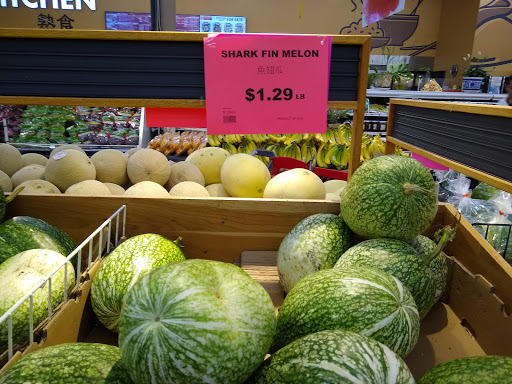 KITCHEN
熟食
SHARK FIN MELON
魚翅瓜
$1.29 LB